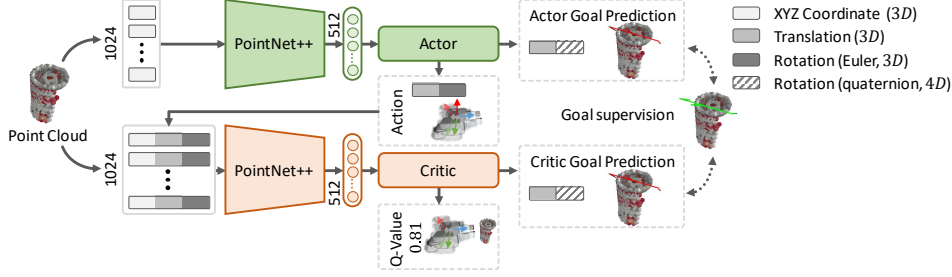 1024
PointNet++
512
Actor
Actor Goal Prediction
XYZ Coordinate (3D)
Translation (3D)
Rotation (Euler, 3D)
Rotation (quaternion, 4D)
Point Cloud
Action
Goal supervision
1024
PointNet++
512
Critic
Critic Goal Prediction
Q-Value
0.81